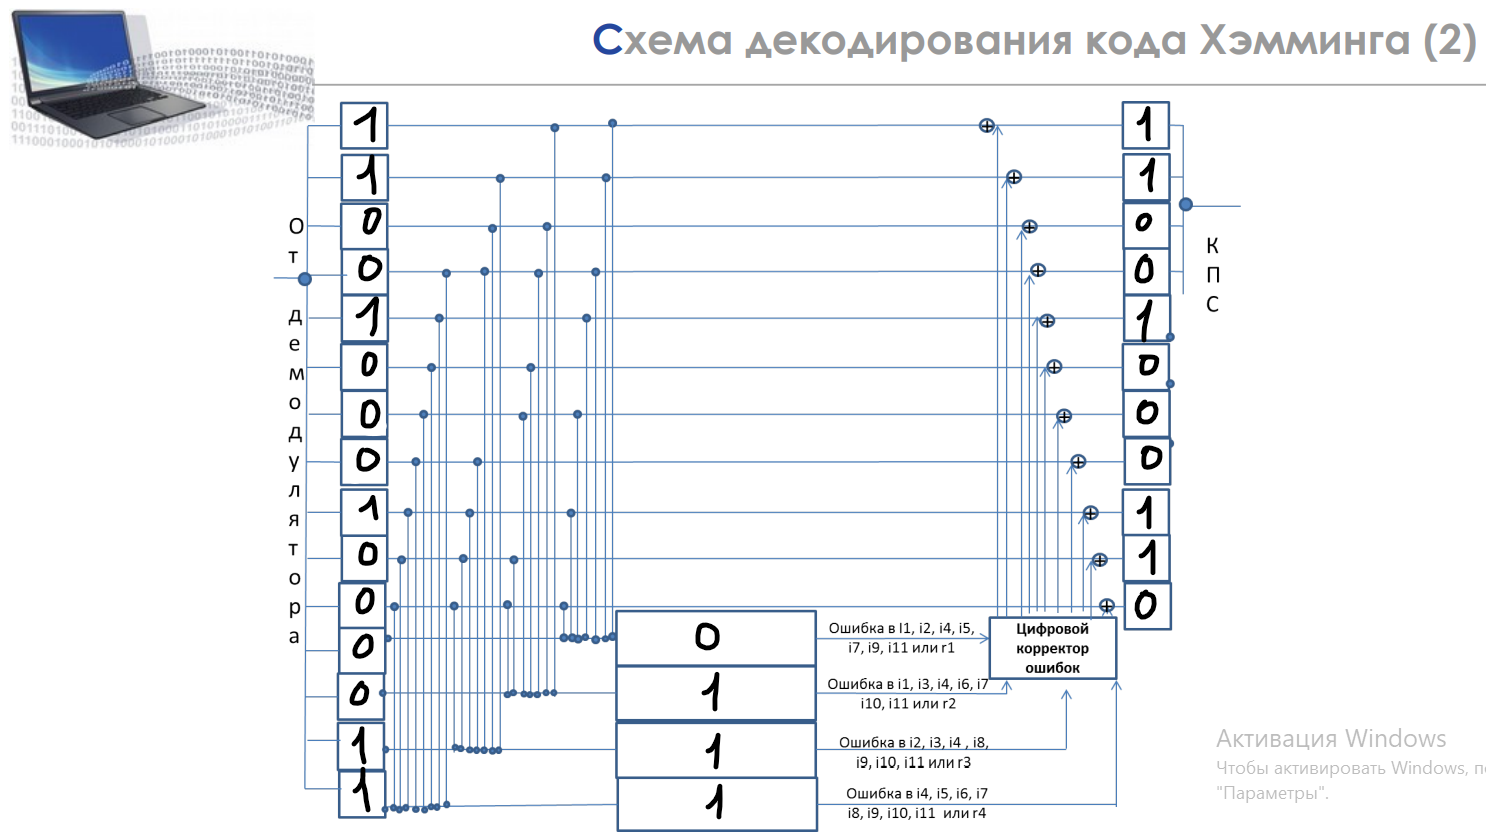 Схема декодирования кода Хэмминга (2)
От демодулятора
1
1
0
0
1
0
0
0
1
0
0
0
0
1
1
0
1
1
1
Ошибка в I1, i2, i4, i5,
i7, i9, i11 или r1
Ошибка в i1, i3, i4, i6, i7
i10, i11 или r2
Ошибка в i2, i3, i4 , i8,
i9, i10, i11 или r3
Ошибка в i4, i5, i6, i7
i8, i9, i10, i11 или r4
Цифровой
корректор
ошибок
1
1
0
0
1
0
0
0
1
1
0
КПС
Активация Windows
Чтобы активировать Windows, пе
"Параметры".